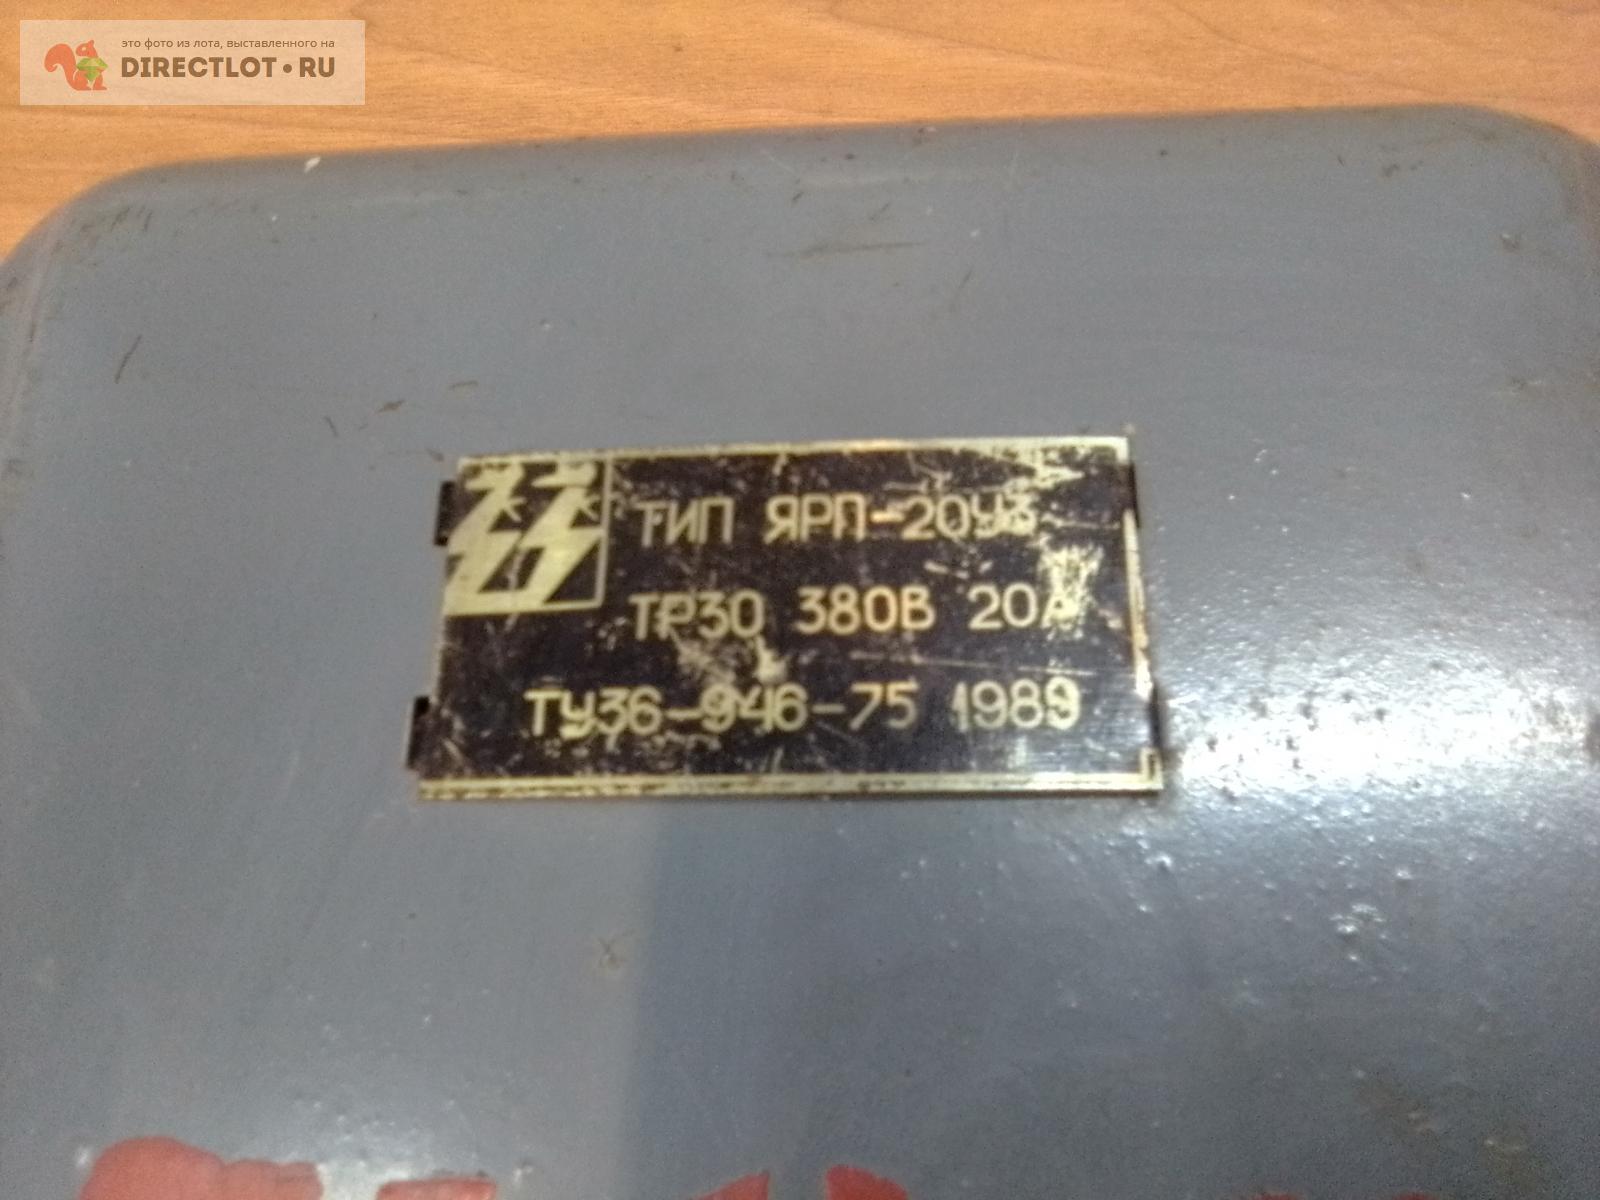 это фото из лота, выставленного на
DIRECTLOT•RU
ТИП ЯРП-20У3
ТР30 380В 20А
ТУ36-946-75 1989